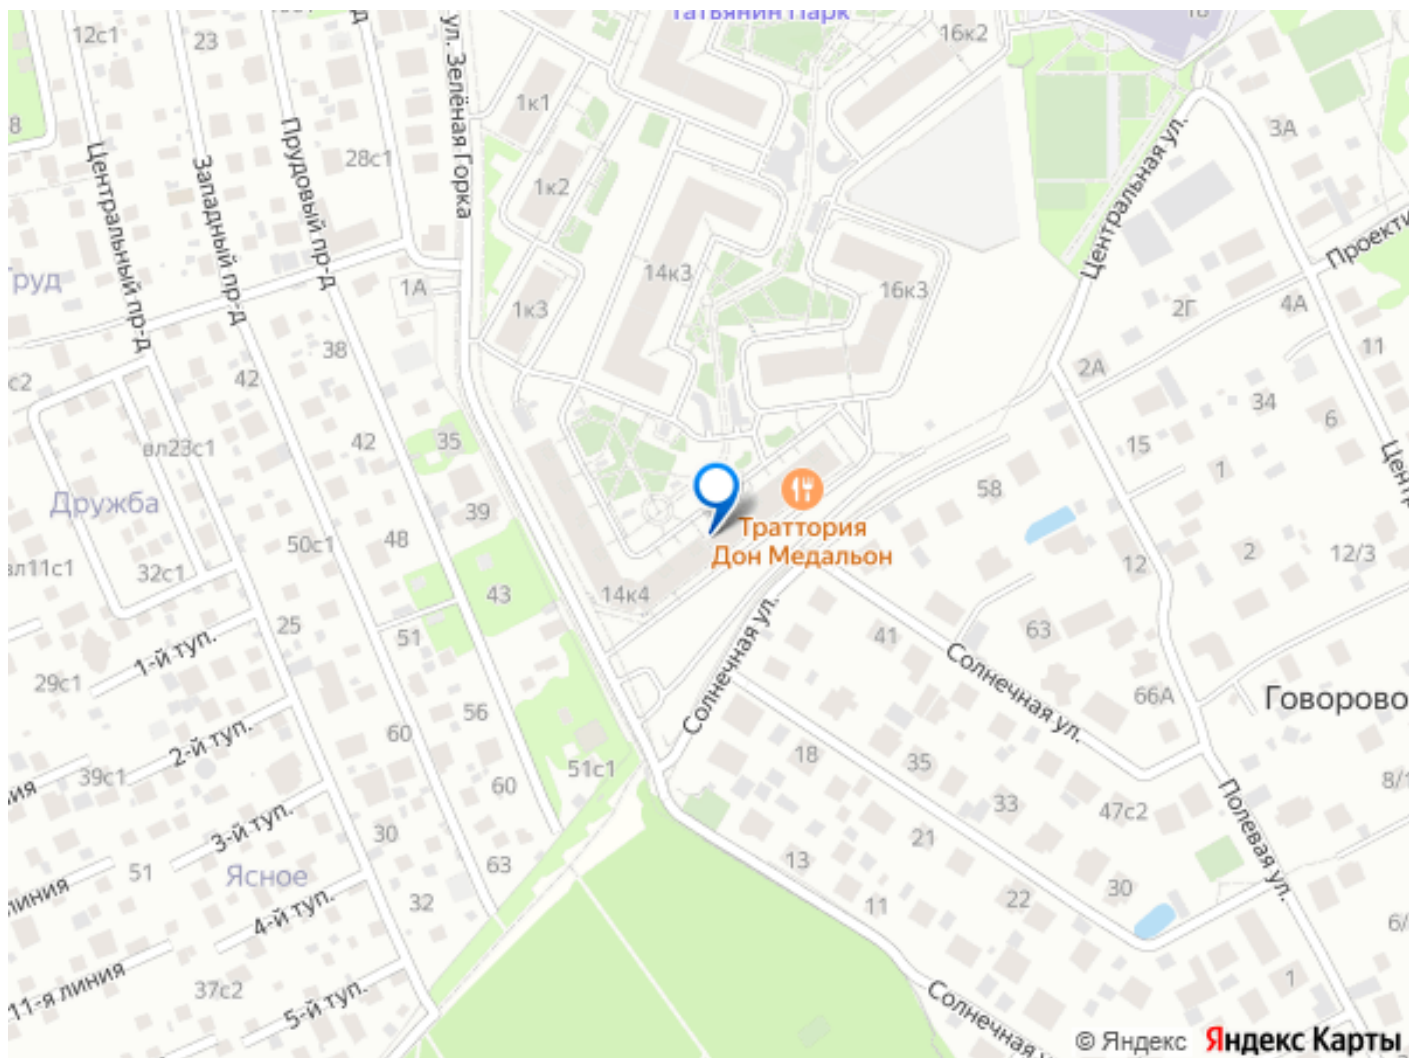 Татьянин Парк
18
12с1
23
16к2
ул. Зелёная Горка
1к1
3А
8
Прудовый пр-д
28с1
Центральная ул.
Центральный пр-д
Западный пр-д
1к2
Труд
1А
14к3
16к3
2Г
4А
1к3
38
2А
11
42
34
6
42
35
15
вл23с1
1
58
Дружба
39
Траттория
Дон Медальон
50с1
48
12
2
12/3
вл11с1
32с1
43
14к4
25
51
41
63
1-й туп.
Солнечная ул.
Солнечная ул.
29с1
66А
Говорово
56
60
2-й туп.
18
35
39с1
51с1
60
8/1
33
47с2
Полевая ул.
3-й туп.
30
21
51
63
13
Ясное
30
32
22
11
4-й туп.
11-я линия
37с2
5-й туп.
1
Солнечная ул.
© Яндекс
Яндекс Карты